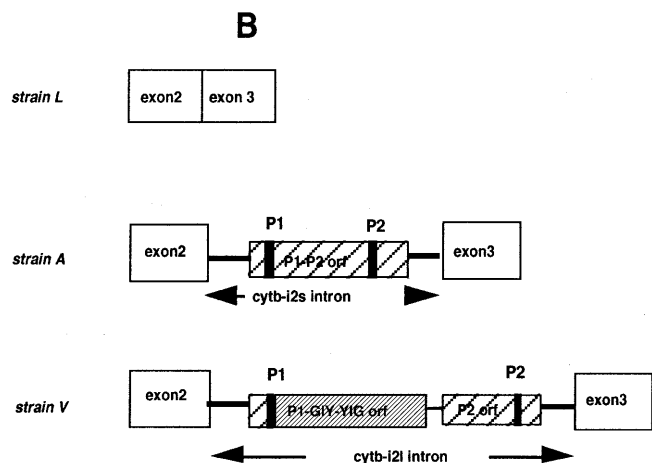 B
strain L
exon2
exon 3
strain A
exon2
P1
P1-P2 orf
P2
exon3
cytb-i2s intron
strain V
exon2
P1
P1-GIY-YIG orf
P2 orf
P2
exon3
cytb-i2l intron